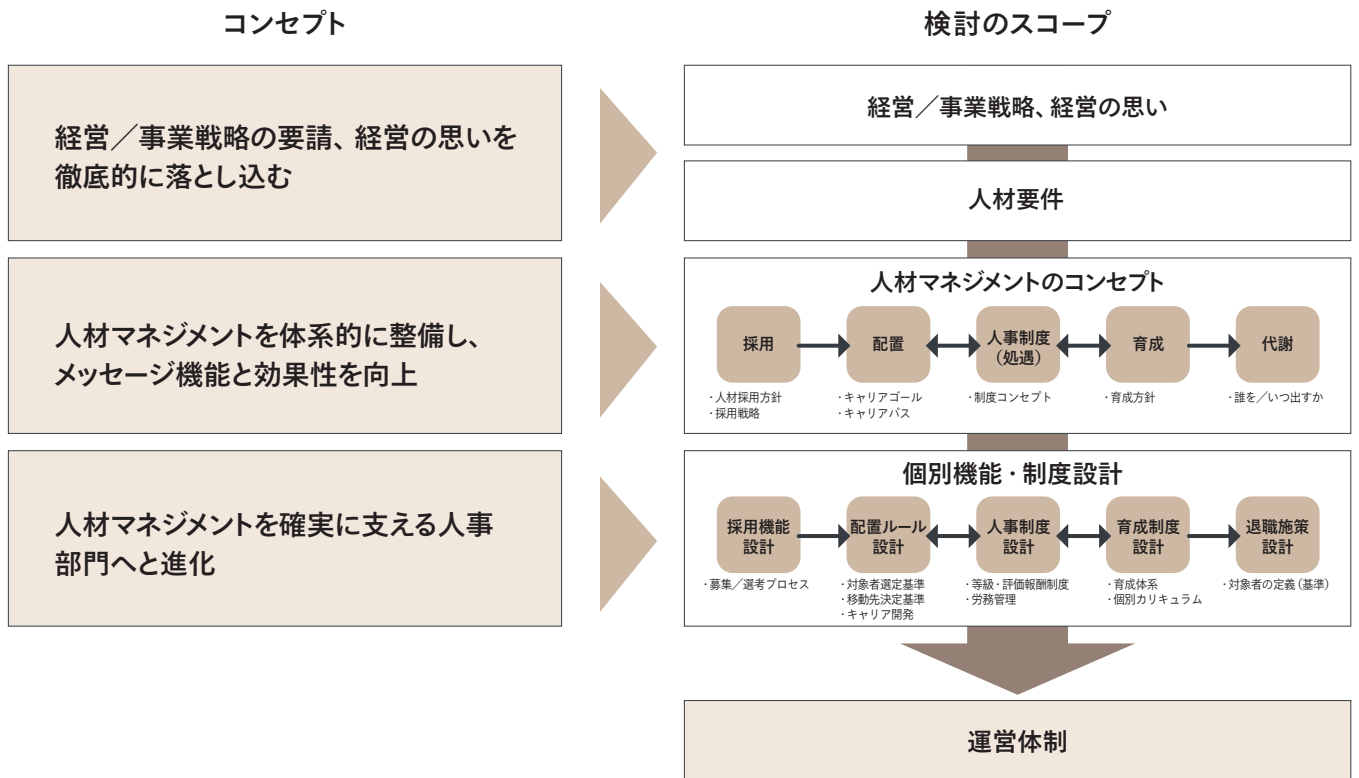 コンセプト
検討のスコープ
経営／事業戦略の要請、経営の思いを
徹底的に落とし込む
経営／事業戦略、経営の思い
人材要件
人材マネジメントを体系的に整備し、
メッセージ機能と効果性を向上
人材マネジメントのコンセプト
採用
・人材採用方針
・採用戦略
配置
・キャリアゴール
・キャリアパス
人事制度
（処遇）
・制度コンセプト
育成
・育成方針
代謝
・誰を／いつ出すか
人材マネジメントを確実に支える人事
部門へと進化
個別機能・制度設計
採用機能
設計
・募集／選考プロセス
配置ルール
設計
・対象者選定基準
・移動先決定基準
・キャリア開発
人事制度
設計
・等級・評価報酬制度
・労務管理
育成制度
設計
・育成体系
・個別カリキュラム
退職施策
設計
・対象者の定義（基準）
運営体制